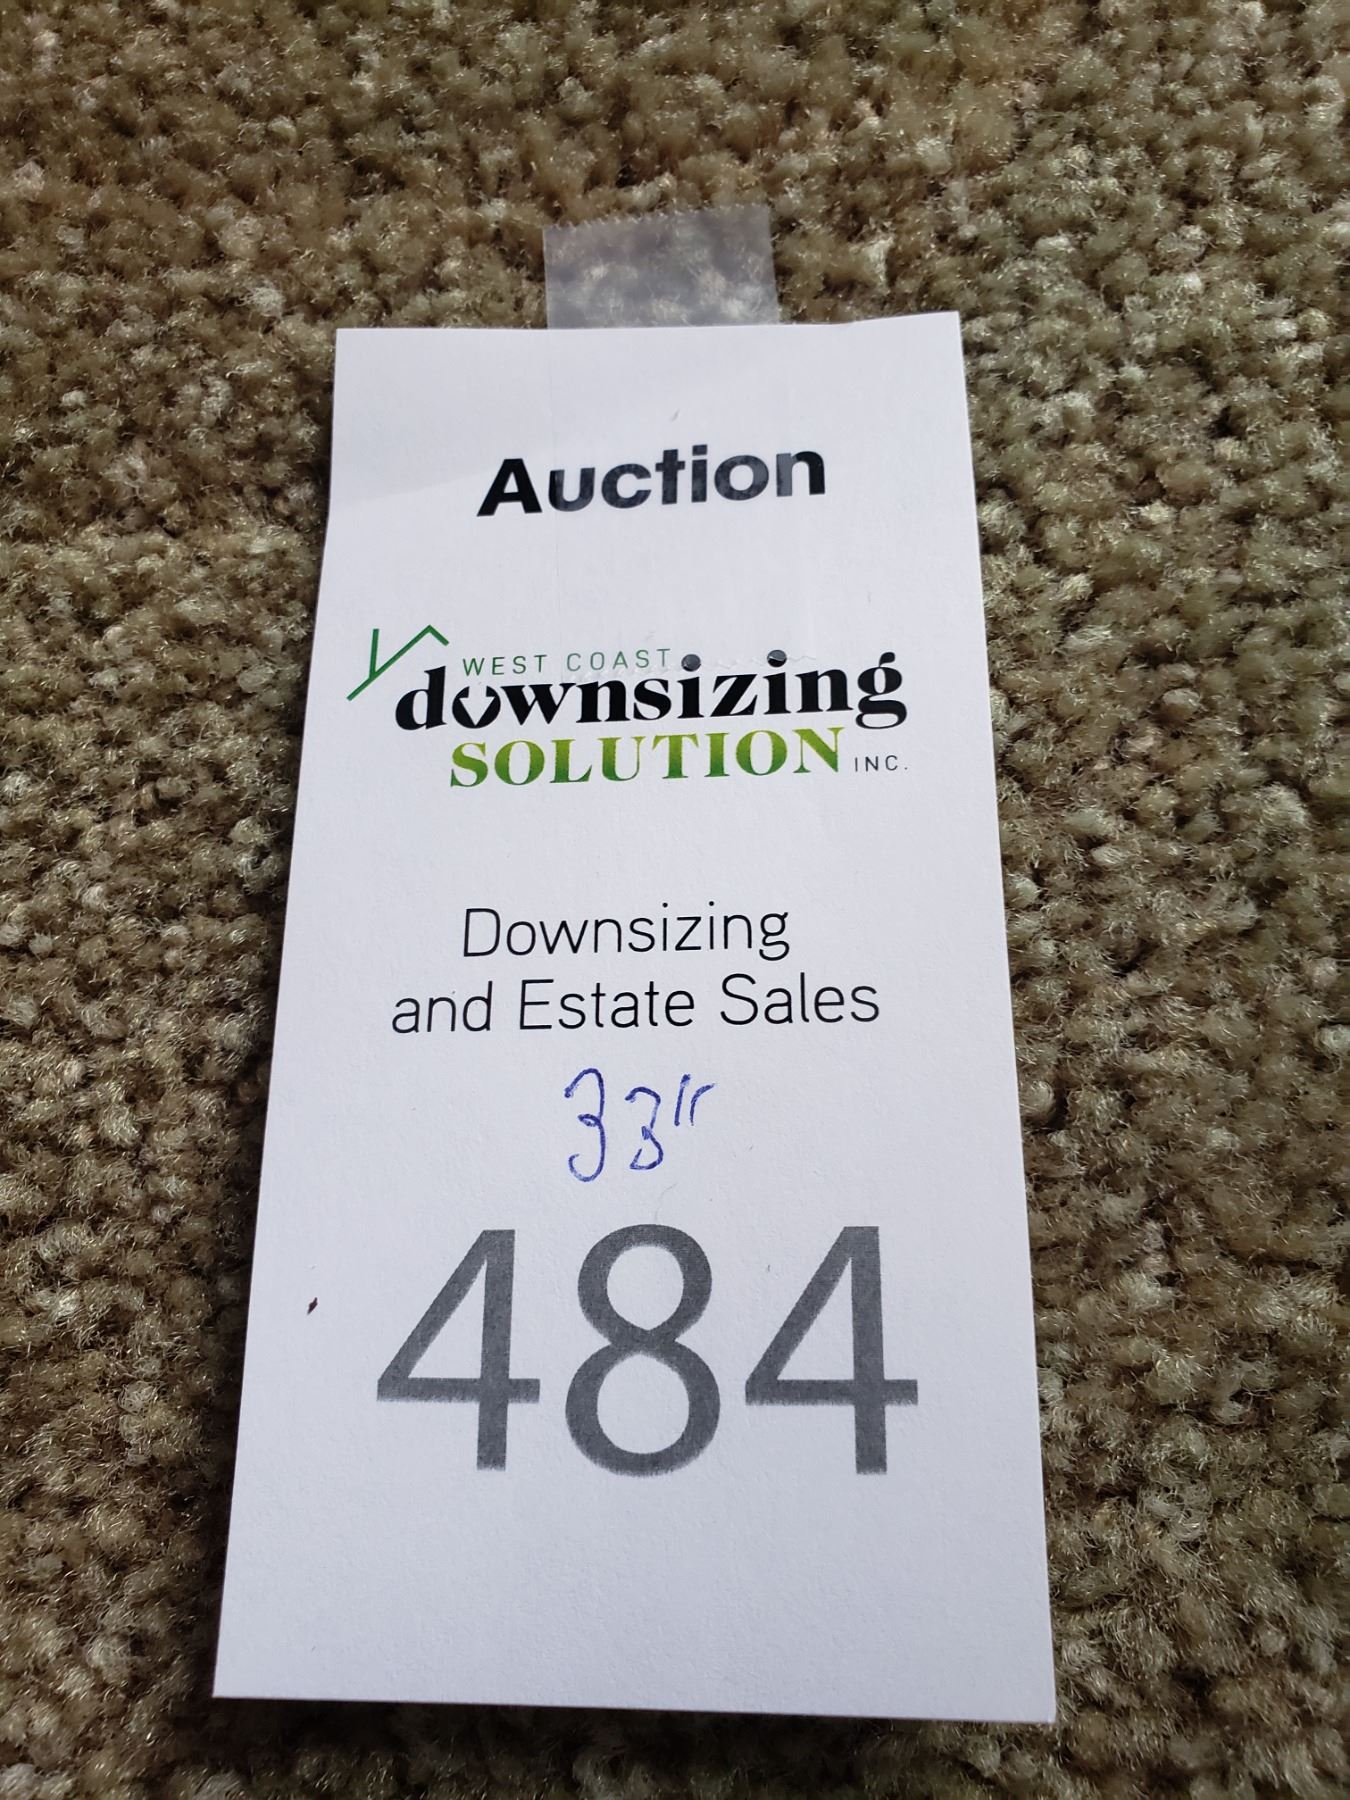 Auction
WEST COAST
downsizing
SOLUTION INC.
Downsizing
and Estate Sales
33"
484